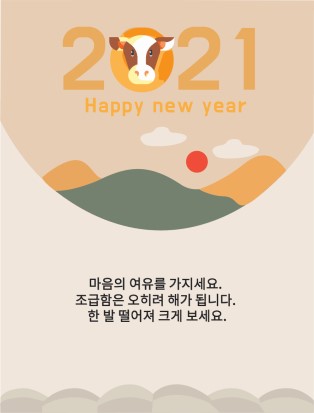 2021
Happy new year
마음의 여유를 가지세요.
조급함은 오히려 해가 됩니다.
한 발 떨어져 크게 보세요.